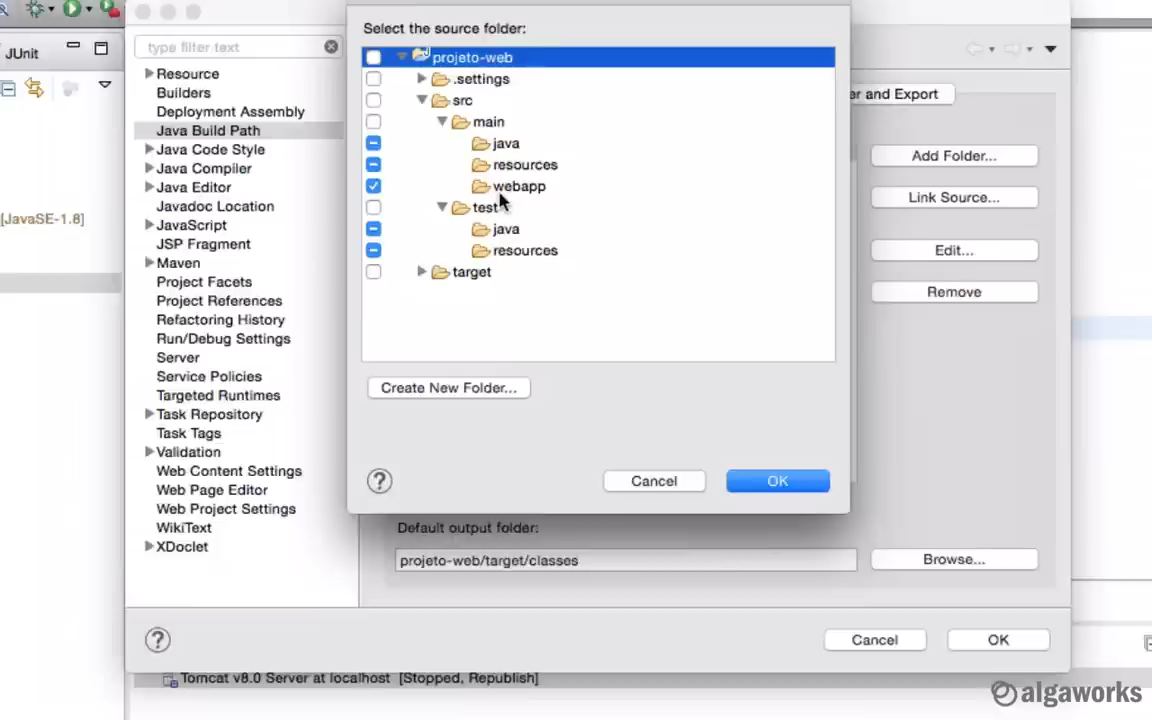 Select the source folder:
JUnit
type filter text
projeto-web
Resource
.settings
Builders
er and Export
src
Deployment Assembly
main
Java Build Path
java
Java Code Style
Add Folder...
resources
Java Compiler
webapp
Java Editor
Link Source...
test
Javadoc Location
[JavaSE-1.8]
JavaScript
java
JSP Fragment
resources
Edit...
Maven
target
Project Facets
Remove
Project References
Refactoring History
Run/Debug Settings
Server
Service Policies
Create New Folder...
Targeted Runtimes
Task Repository
Task Tags
Validation
Web Content Settings
Cancel
OK
Web Page Editor
Web Project Settings
WikiText
Default output folder:
XDoclet
projeto-web/target/classes
Browse...
Cancel
OK
Tomcat v8.0 Server at localhost [Stopped, Republish]
algaworks